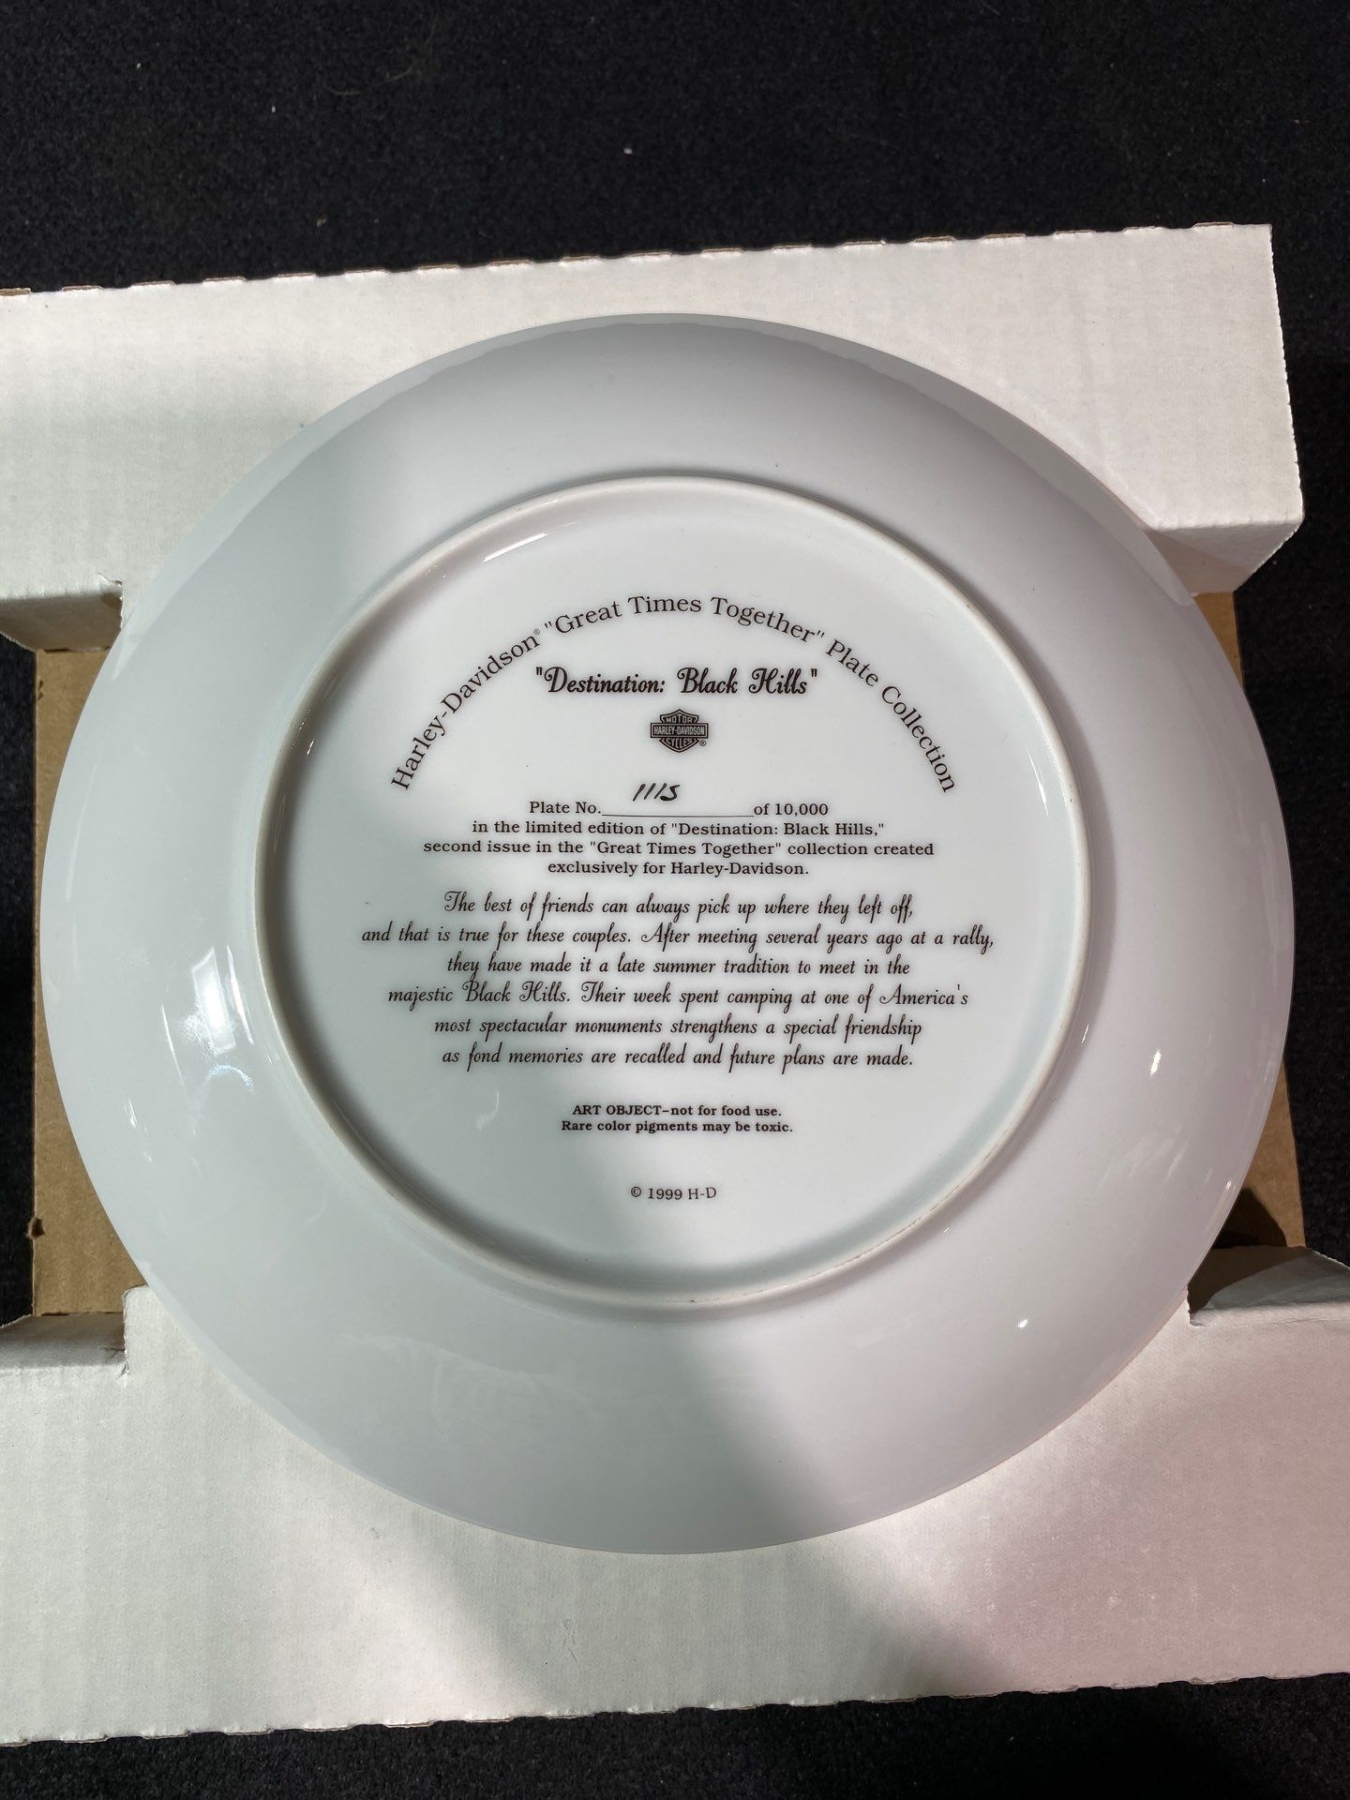 Harley-Davidson® "Great Times Together" Plate Collection
"Destination: Black Hills"
MOTOR
HARLEY-DAVIDSON
CYCLES ®
Plate No. 1115 of 10,000
in the limited edition of "Destination: Black Hills,"
second issue in the "Great Times Together" collection created
exclusively for Harley-Davidson.
The best of friends can always pick up where they left off,
and that is true for these couples. After meeting several years ago at a rally,
they have made it a late summer tradition to meet in the
majestic Black Hills. Their week spent camping at one of America's
most spectacular monuments strengthens a special friendship
as fond memories are recalled and future plans are made.
ART OBJECT–not for food use.
Rare color pigments may be toxic.
© 1999 H-D